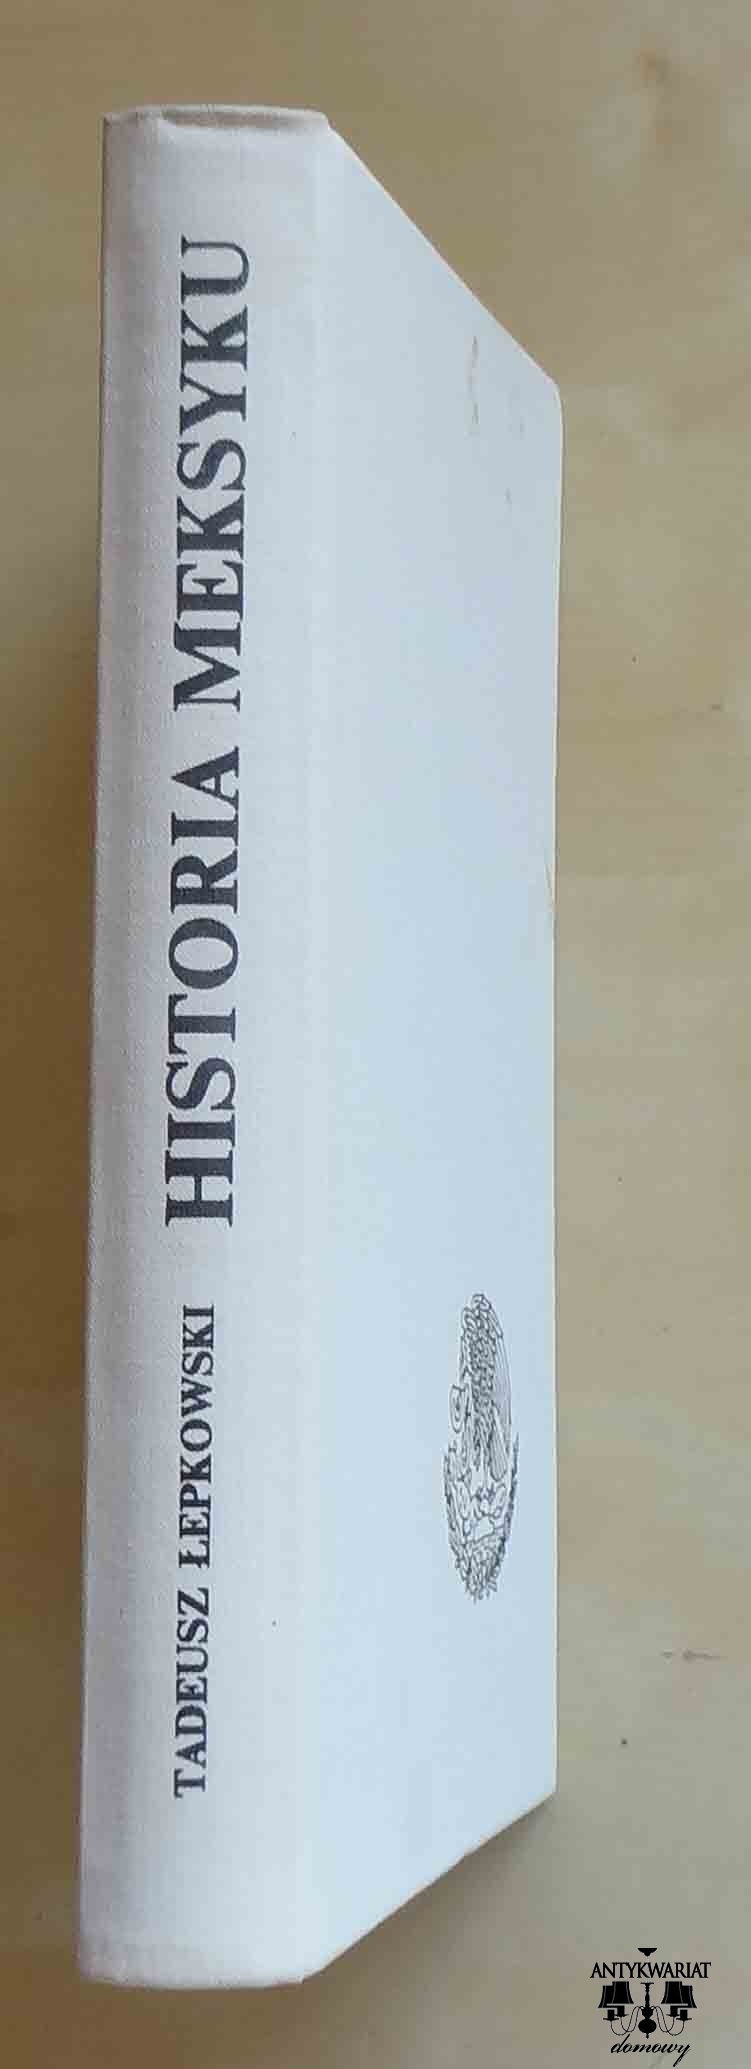 TADEUSZ ŁEPKOWSKI HISTORIA MEKSYKU
ANTYKWARIAT
domowy